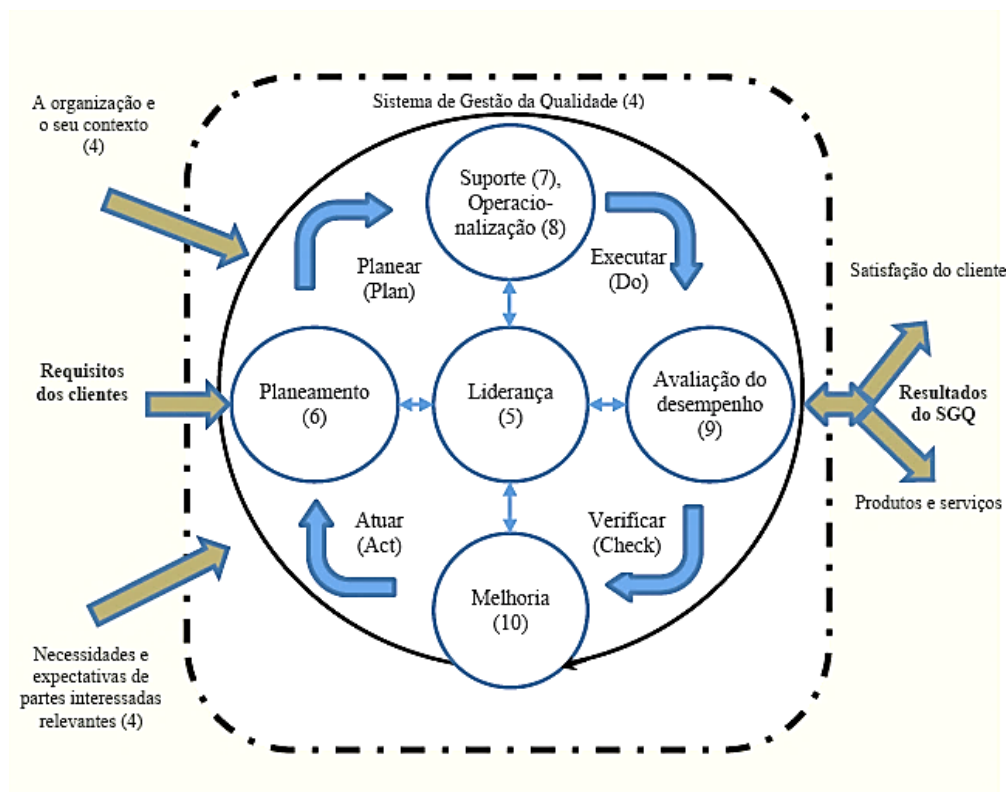 Sistema de Gestão da Qualidade (4)
A organização e
o seu contexto
(4)
Suporte (7),
Operacio-
nalização (8)
Planear
(Plan)
Executar
(Do)
Requisitos
dos clientes
Planeamento
(6)
Liderança
(5)
Avaliação do
desempenho
(9)
Satisfação do cliente
Resultados
do SGQ
Produtos e serviços
Atuar
(Act)
Verificar
(Check)
Melhoria
(10)
Necessidades e
expectativas de
partes interessadas
relevantes (4)